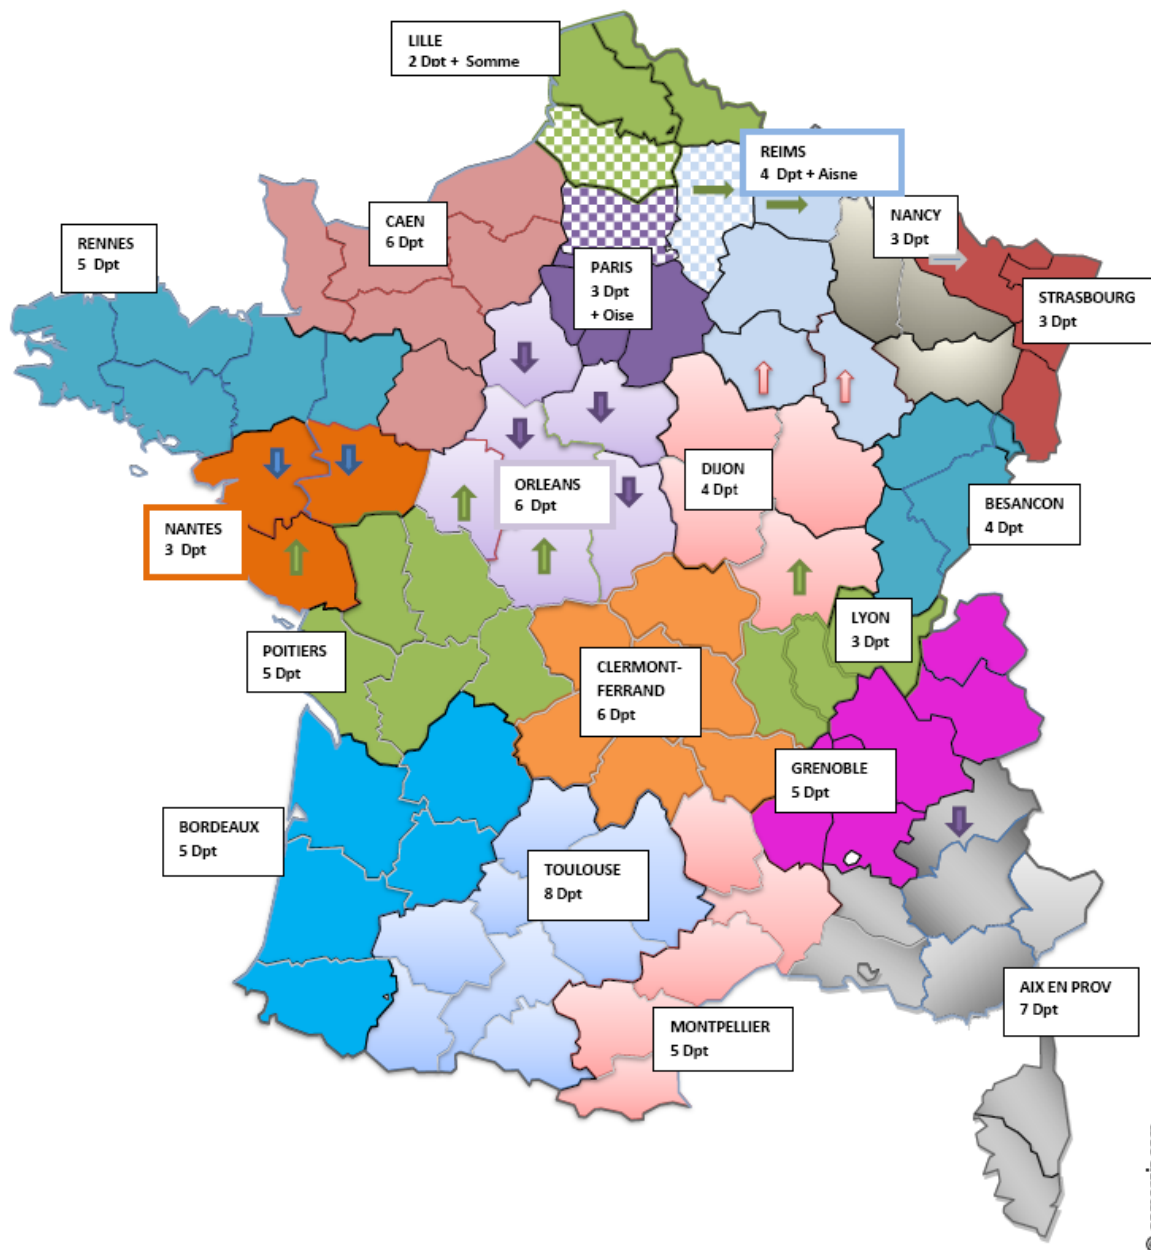 LILLE
2 Dpt + Somme
REIMS
4 Dpt + Aisne
CAEN
6 Dpt
NANCY
3 Dpt
RENNES
5 Dpt
PARIS
3 Dpt
+ Oise
STRASBOURG
3 Dpt
DIJON
4 Dpt
ORLEANS
6 Dpt
BESANCON
4 Dpt
NANTES
3 Dpt
LYON
3 Dpt
POITIERS
5 Dpt
CLERMONT-
FERRAND
6 Dpt
GRENOBLE
5 Dpt
BORDEAUX
5 Dpt
TOULOUSE
8 Dpt
AIX EN PROV
7 Dpt
MONTPELLIER
5 Dpt